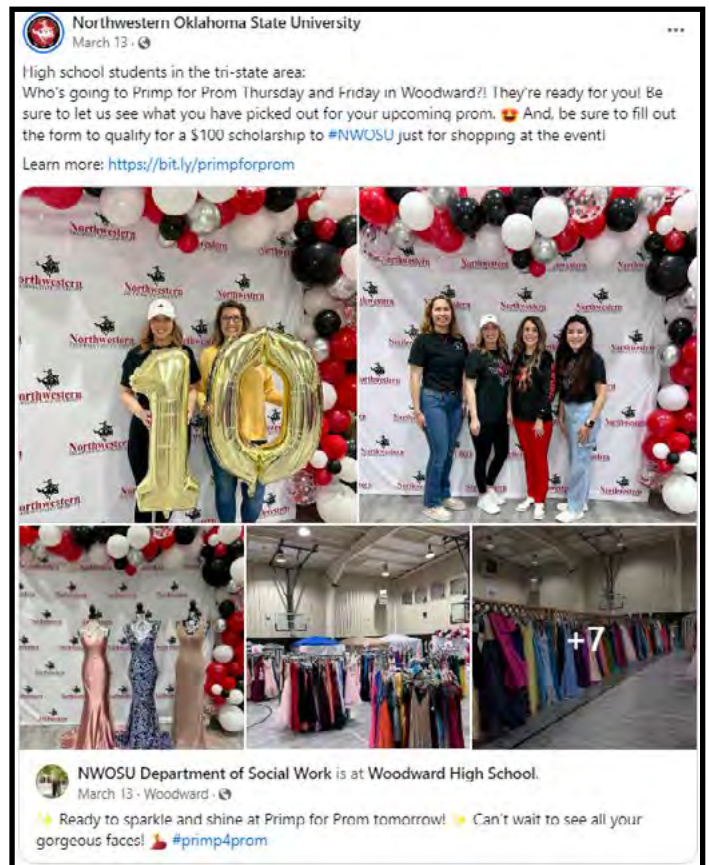 Northwestern Oklahoma State University
March 13 ·
High school students in the tri-state area:
Who's going to Primp for Prom Thursday and Friday in Woodward?! They're ready for you! Be
sure to let us see what you have picked out for your upcoming prom. 🤩 And, be sure to fill out
the form to qualify for a $100 scholarship to #NWOSU just for shopping at the event!
Learn more: https://bit.ly/primpforprom
Northwestern
Northwestern
Northwestern
Northwestern
Northwestern
10
+7
NWOSU Department of Social Work is at Woodward High School.
March 13 · Woodward ·
✨ Ready to sparkle and shine at Primp for Prom tomorrow! ✨ Can't wait to see all your
gorgeous faces! 💃 #primp4prom